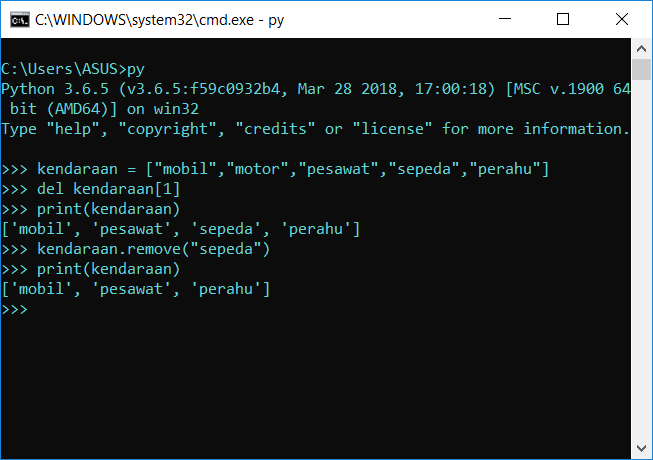 C:\WINDOWS\system32\cmd.exe - py
C:\Users\ASUS>py
Python 3.6.5 (v3.6.5:f59c0932b4, Mar 28 2018, 17:00:18) [MSC v.1900 64
 bit (AMD64)] on win32
Type "help", "copyright", "credits" or "license" for more information.
>>> kendaraan = ["mobil","motor","pesawat","sepeda","perahu"]
>>> del kendaraan[1]
>>> print(kendaraan)
['mobil', 'pesawat', 'sepeda', 'perahu']
>>> kendaraan.remove("sepeda")
>>> print(kendaraan)
['mobil', 'pesawat', 'perahu']
>>>